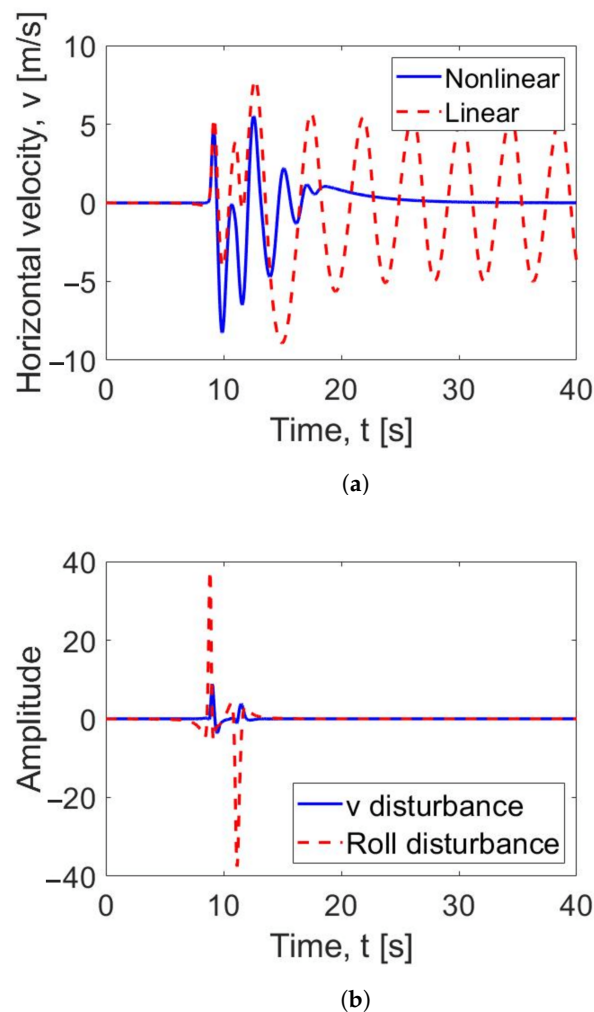 Horizontal velocity, v [m/s]
10
5
0
−5
−10
Nonlinear
Linear
0 10 20 30 40
Time, t [s]
(a)
Amplitude
40
20
0
−20
−40
v disturbance
Roll disturbance
0 10 20 30 40
Time, t [s]
(b)